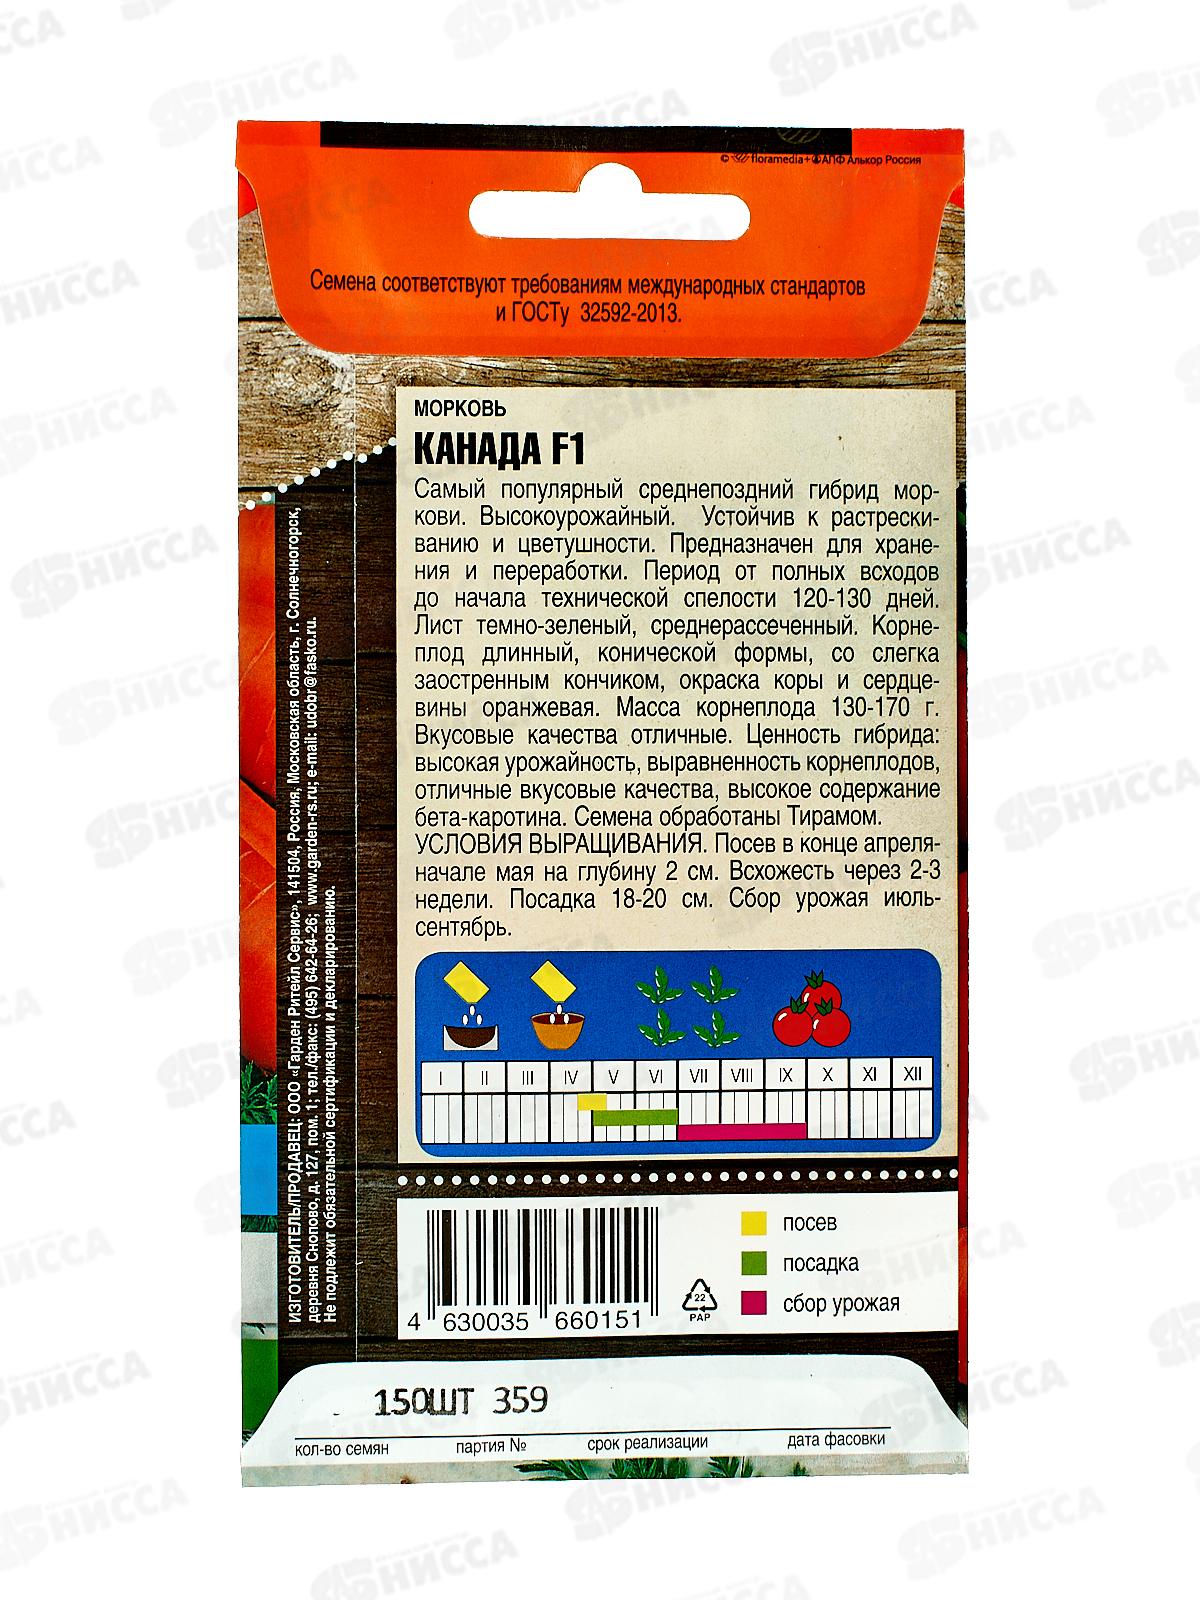 © floramedia+ АПФ Алькор Россия
Семена соответствуют требованиям международных стандартов
и ГОСТу 32592-2013.
МОРКОВЬ
КАНАДА F1
Самый популярный среднепоздний гибрид мор-
кови. Высокоурожайный. Устойчив к растрески-
ванию и цветушности. Предназначен для хране-
ния и переработки. Период от полных всходов
до начала технической спелости 120-130 дней.
Лист темно-зеленый, среднерассеченный. Корне-
плод длинный, конической формы, со слегка
заостренным кончиком, окраска коры и сердце-
вины оранжевая. Масса корнеплода 130-170 г.
Вкусовые качества отличные. Ценность гибрида:
высокая урожайность, выравненность корнеплодов,
отличные вкусовые качества, высокое содержание
бета-каротина. Семена обработаны Тирамом.
УСЛОВИЯ ВЫРАЩИВАНИЯ. Посев в конце апреля-
начале мая на глубину 2 см. Всхожесть через 2-3
недели. Посадка 18-20 см. Сбор урожая июль-
сентябрь.
I II III IV V VI VII VIII IX X XI XII
ИЗГОТОВИТЕЛЬ/ПРОДАВЕЦ: ООО «Гарден Ритейл Сервис», 141504, Россия, Московская область, г. Солнечногорск,
деревня Снопово, д. 127, пом. 1; тел./факс: (495) 642-64-26; www.garden-rs.ru; e-mail: udobr@fasko.ru.
Не подлежит обязательной сертификации и декларированию.
посев
посадка
сбор урожая
4 630035 660151
22
PAP
150ШТ 359
кол-во семян партия № срок реализации дата фасовки
НИССА